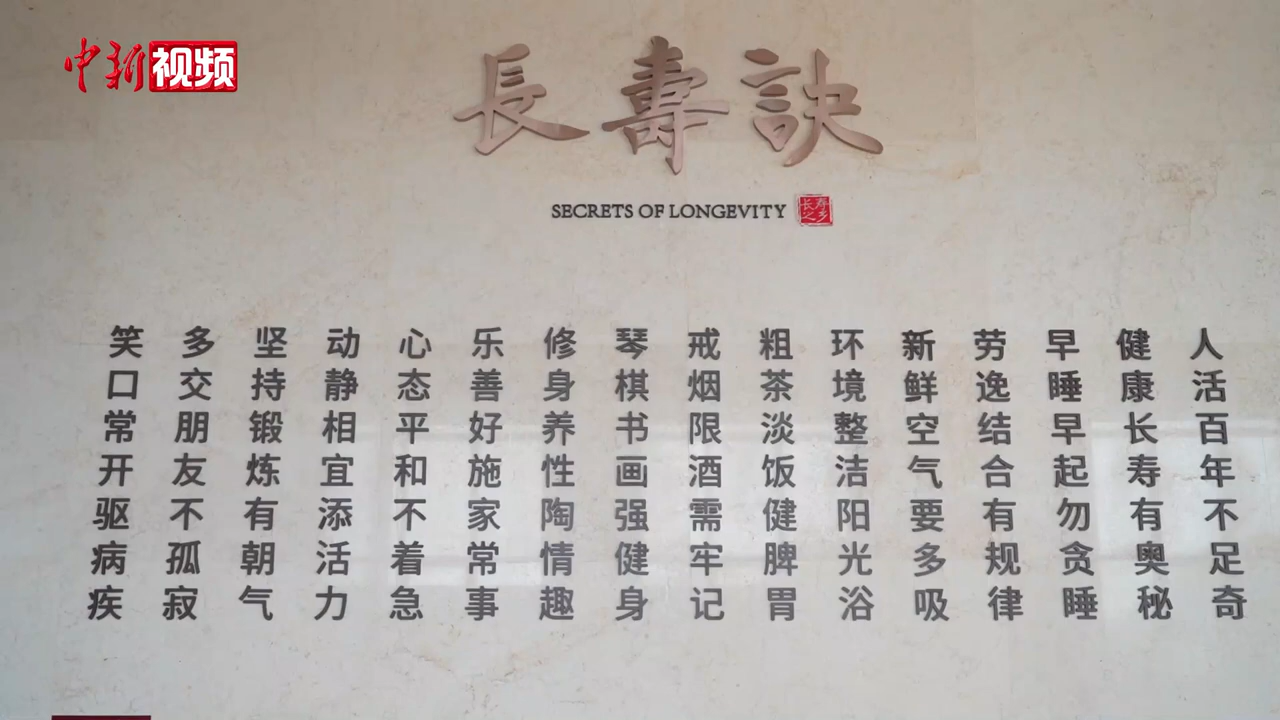 中新视频
長壽訣
SECRETS OF LONGEVITY
长寿之乡
人活百年不足奇
健康长寿有奥秘
早睡早起勿贪睡
劳逸结合有规律
新鲜空气要多吸
环境整洁阳光浴
粗茶淡饭健脾胃
戒烟限酒需牢记
琴棋书画强健身
修身养性陶情趣
乐善好施家常事
心态平和不着急
动静相宜添活力
坚持锻炼有朝气
多交朋友不孤寂
笑口常开驱病疾